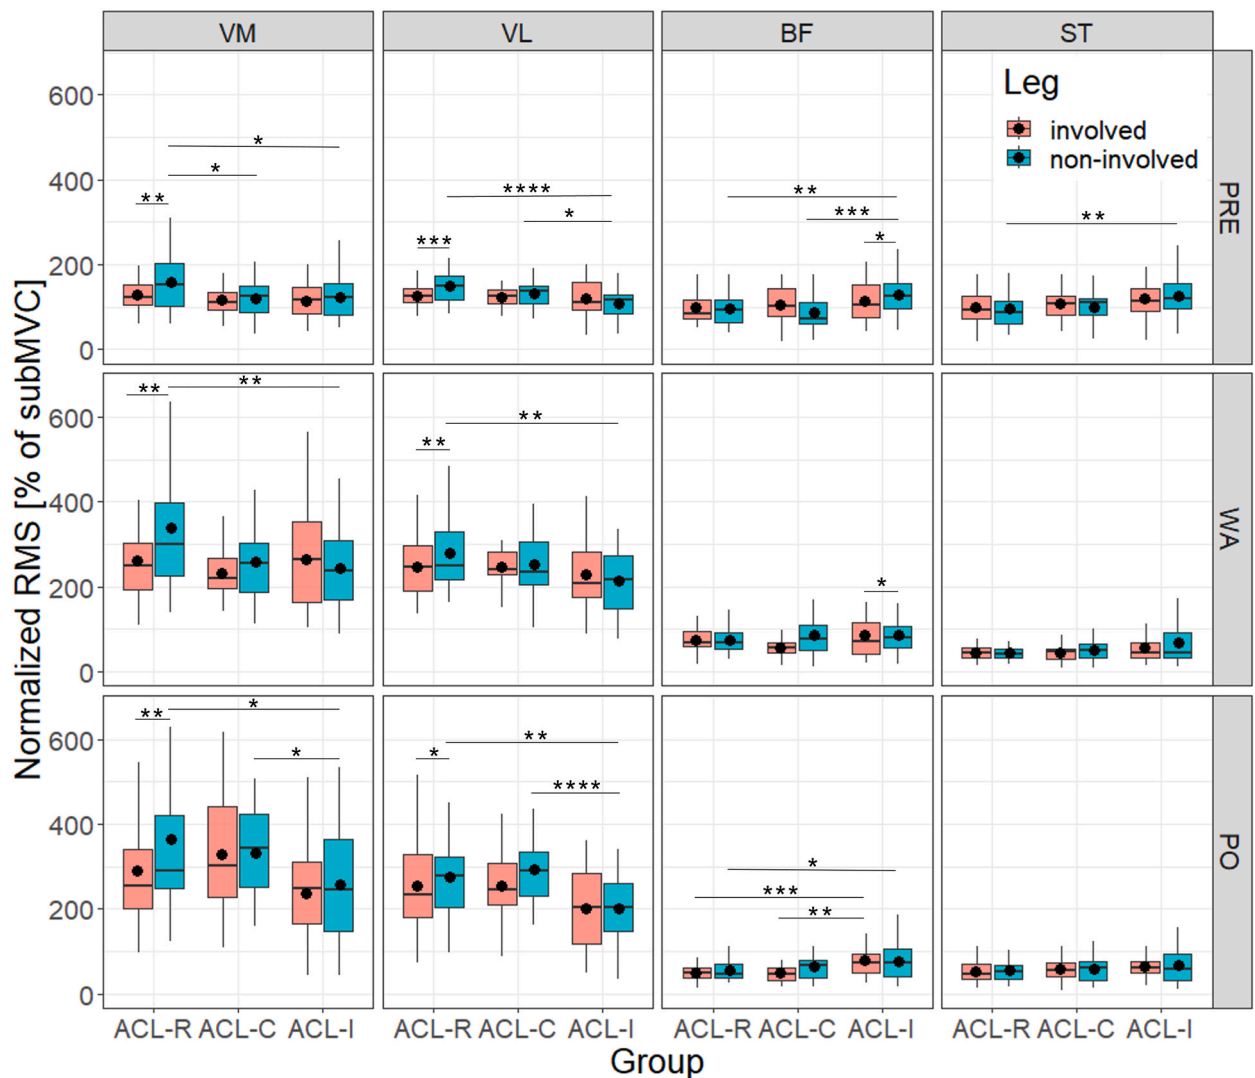 VM VL BF ST
Leg
involved
non-involved
Normalized RMS [% of subMVC]
600
400
200
0
PRE
* * **
**** * ***
** *** *
**
600
400
200
0
WA
** **
** **
*
600
400
200
0
PO
** * *
* ** ****
* *** **
ACL-R ACL-C ACL-I ACL-R ACL-C ACL-I ACL-R ACL-C ACL-I ACL-R ACL-C ACL-I
Group